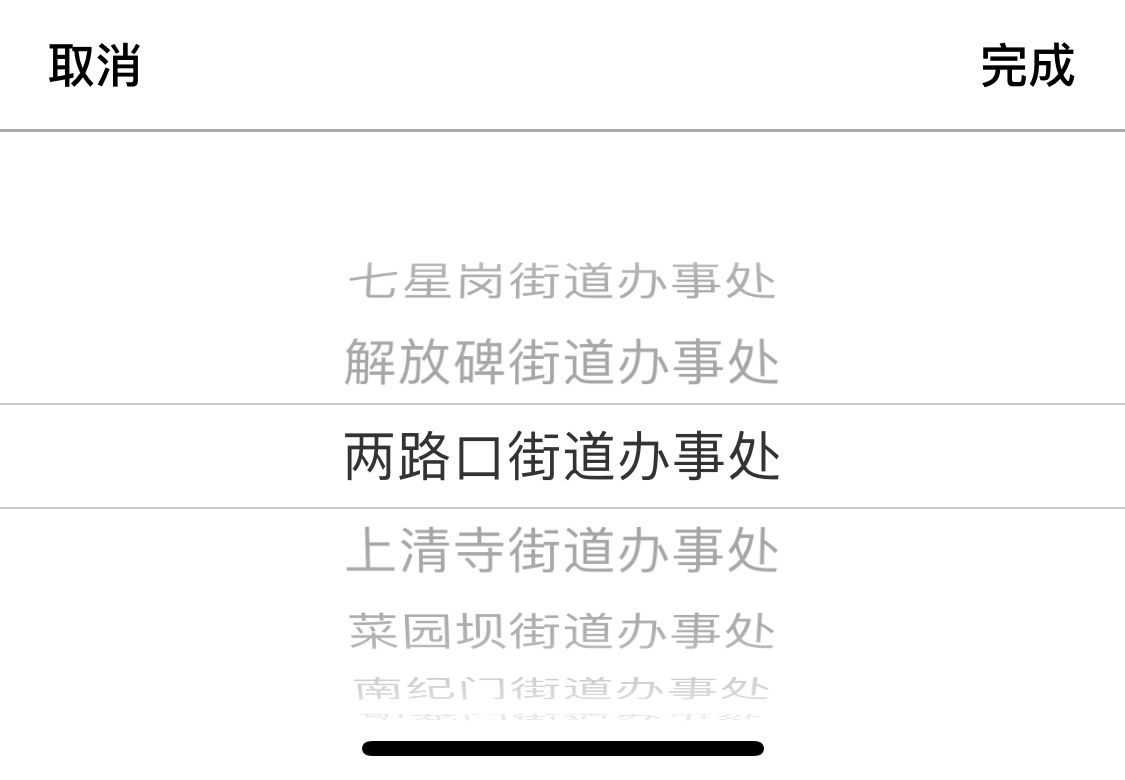 取消
完成
七星岗街道办事处
解放碑街道办事处
两路口街道办事处
上清寺街道办事处
菜园坝街道办事处
南纪门街道办事处